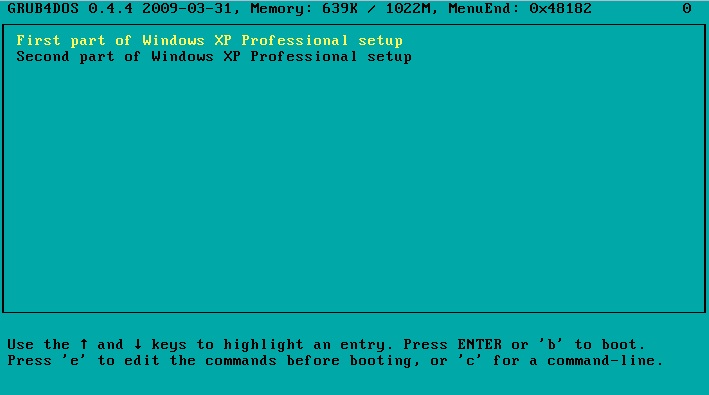 GRUB4DOS 0.4.4 2009-03-31, Memory: 639K / 1022M, MenuEnd: 0x48182 0
First part of Windows XP Professional setup
Second part of Windows XP Professional setup
Use the ↑ and ↓ keys to highlight an entry. Press ENTER or 'b' to boot.
Press 'e' to edit the commands before booting, or 'c' for a command-line.